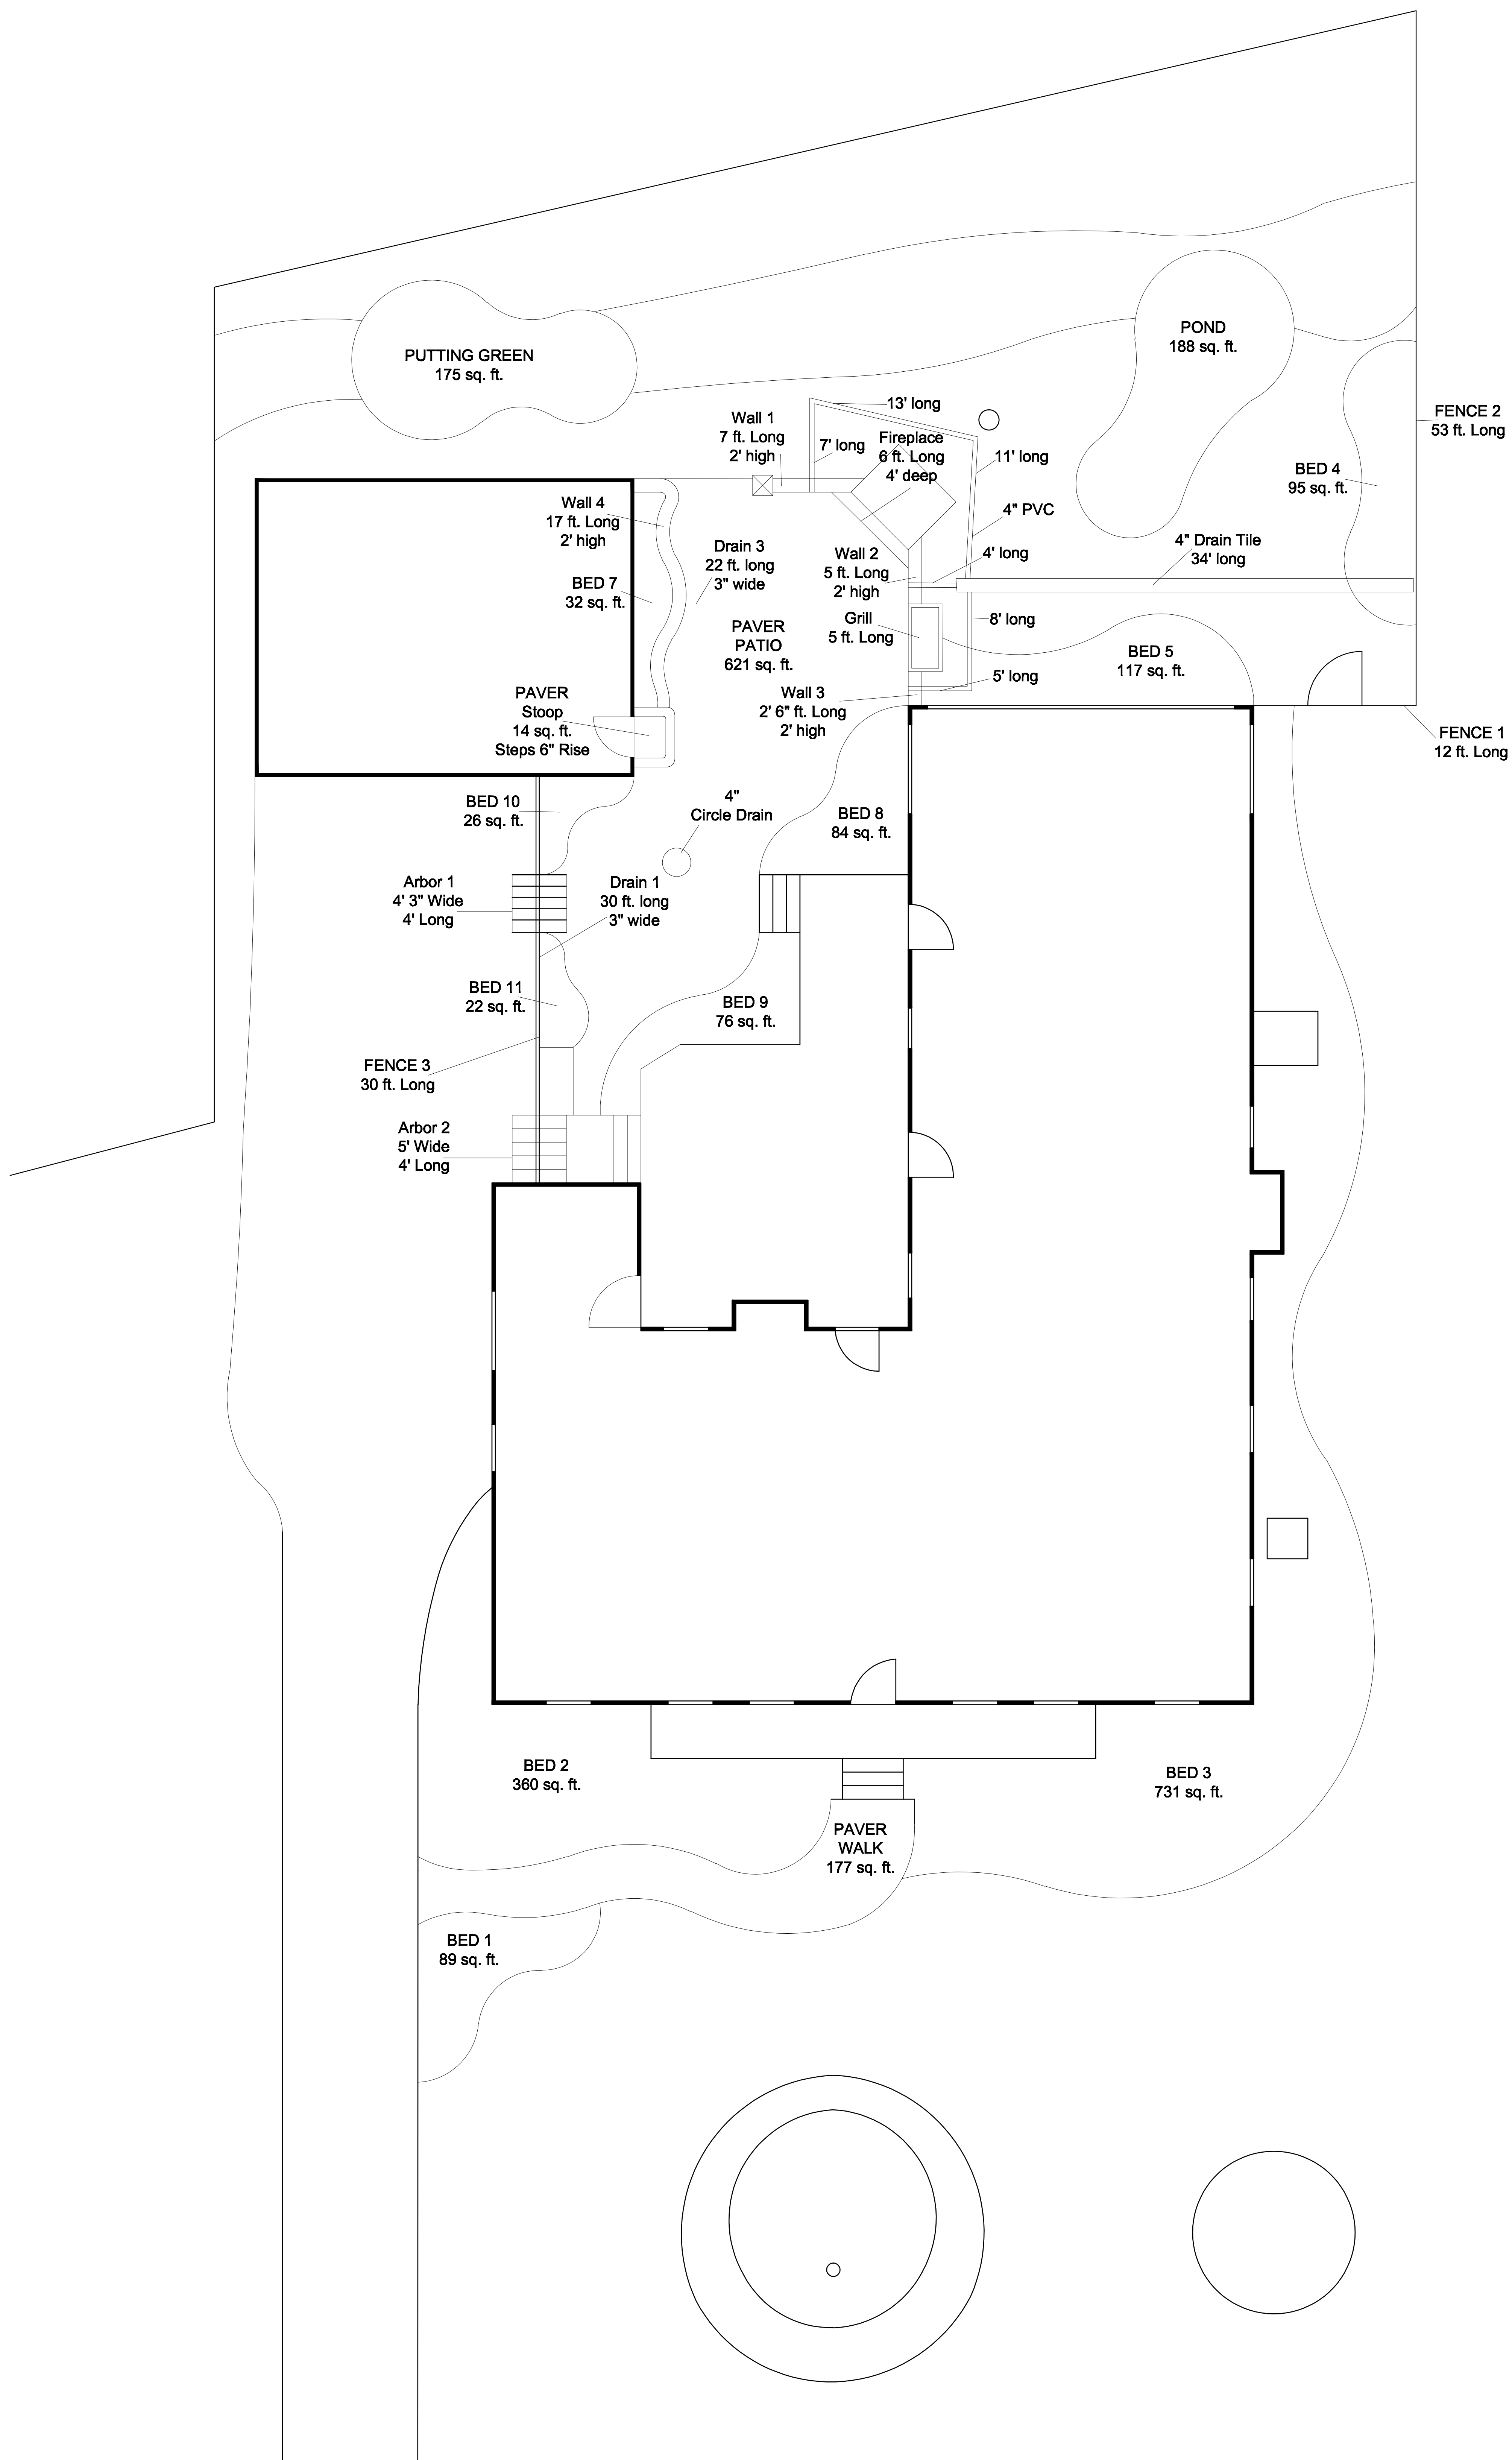 PUTTING GREEN
175 sq. ft.
POND
188 sq. ft.
13' long
Wall 1
7 ft. Long
2' high
7' long
Fireplace
6 ft. Long
4' deep
11' long
FENCE 2
53 ft. Long
BED 4
95 sq. ft.
Wall 4
17 ft. Long
2' high
4" PVC
4" Drain Tile
34' long
Drain 3
22 ft. long
3" wide
Wall 2
5 ft. Long
2' high
4' long
BED 7
32 sq. ft.
Grill
5 ft. Long
8' long
PAVER
PATIO
621 sq. ft.
BED 5
117 sq. ft.
5' long
Wall 3
2' 6" ft. Long
2' high
PAVER
Stoop
14 sq. ft.
Steps 6" Rise
FENCE 1
12 ft. Long
4"
Circle Drain
BED 10
26 sq. ft.
BED 8
84 sq. ft.
Arbor 1
4' 3" Wide
4' Long
Drain 1
30 ft. long
3" wide
BED 11
22 sq. ft.
BED 9
76 sq. ft.
FENCE 3
30 ft. Long
Arbor 2
5' Wide
4' Long
BED 2
360 sq. ft.
BED 3
731 sq. ft.
PAVER
WALK
177 sq. ft.
BED 1
89 sq. ft.